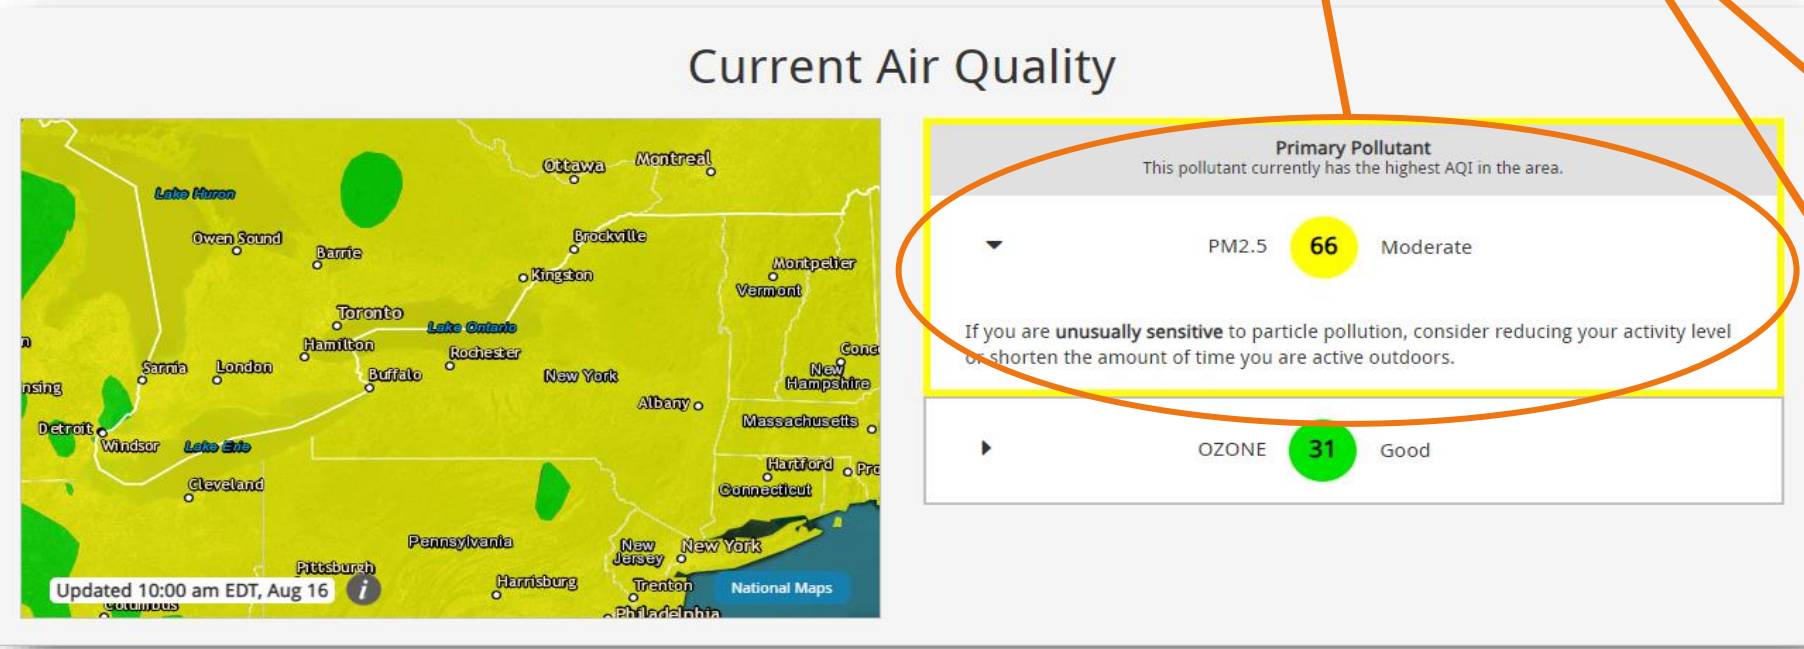 Current Air Quality
Ottawa
Montreal
Lake Huron
Owen Sound
Barrie
Brockville
Kingston
Montpelier
Vermont
Toronto
Lake Ontario
Hamilton
Rochester
Conc
Sarnia
London
Buffalo
New York
New
Hampshire
nsing
Albany
Detroit
Windsor
Lake Erie
Massachusetts
Hartford
Pro
Cleveland
Connecticut
Pennsylvania
New
Jersey
New York
Pittsburgh
Harrisburg
Trenton
Updated 10:00 am EDT, Aug 16
i
National Maps
Columbus
Philadelphia
Primary Pollutant
This pollutant currently has the highest AQI in the area.
PM2.5 66 Moderate
If you are unusually sensitive to particle pollution, consider reducing your activity level
or shorten the amount of time you are active outdoors.
OZONE 31 Good